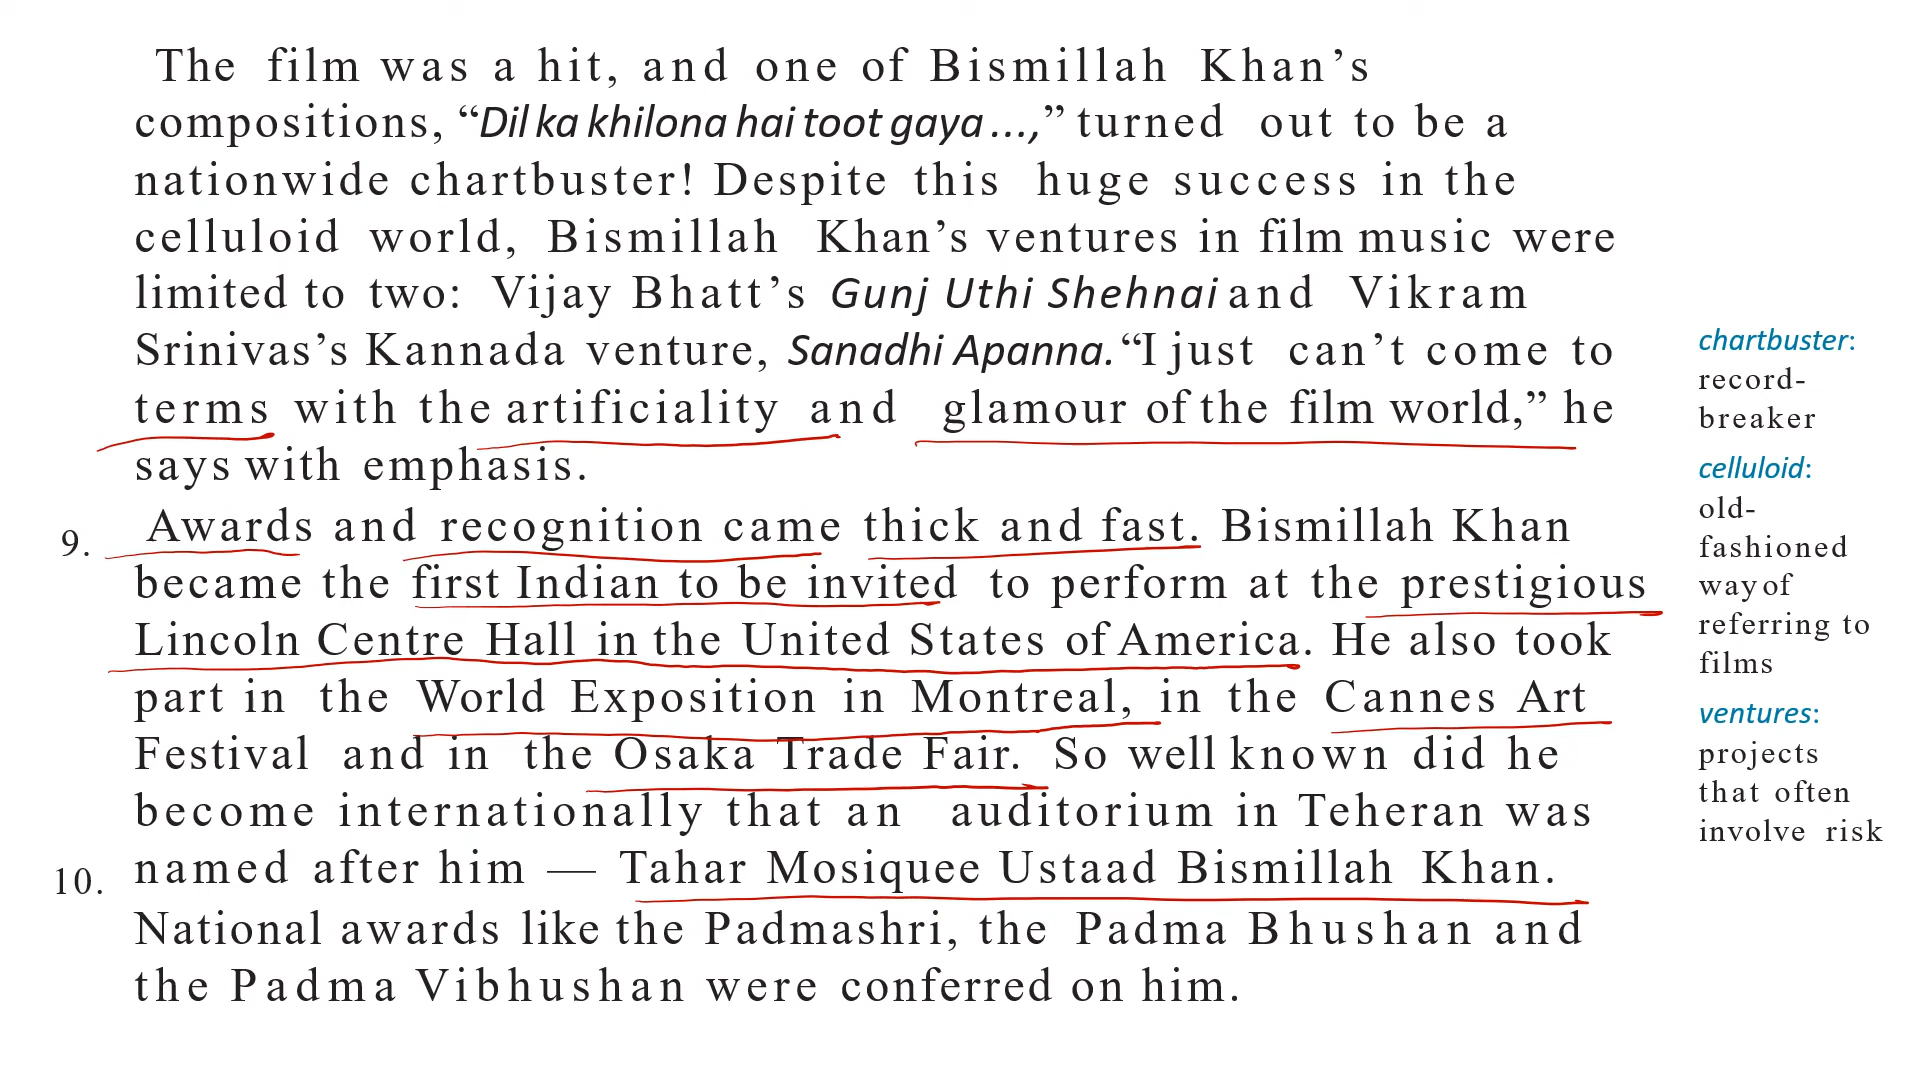 The film was a hit, and one of Bismillah Khan’s
compositions, “Dil ka khilona hai toot gaya ...,” turned out to be a
nationwide chartbuster! Despite this huge success in the
celluloid world, Bismillah Khan’s ventures in film music were
limited to two: Vijay Bhatt’s Gunj Uthi Shehnai and Vikram
Srinivas’s Kannada venture, Sanadhi Apanna. “I just can’t come to
terms with the artificiality and glamour of the film world,” he
says with emphasis.
9. Awards and recognition came thick and fast. Bismillah Khan
became the first Indian to be invited to perform at the prestigious
Lincoln Centre Hall in the United States of America. He also took
part in the World Exposition in Montreal, in the Cannes Art
Festival and in the Osaka Trade Fair. So well known did he
become internationally that an auditorium in Teheran was
10. named after him — Tahar Mosiquee Ustaad Bismillah Khan.
National awards like the Padmashri, the Padma Bhushan and
the Padma Vibhushan were conferred on him.
chartbuster:
record-
breaker
celluloid:
old-
fashioned
way of
referring to
films
ventures:
projects
that often
involve risk